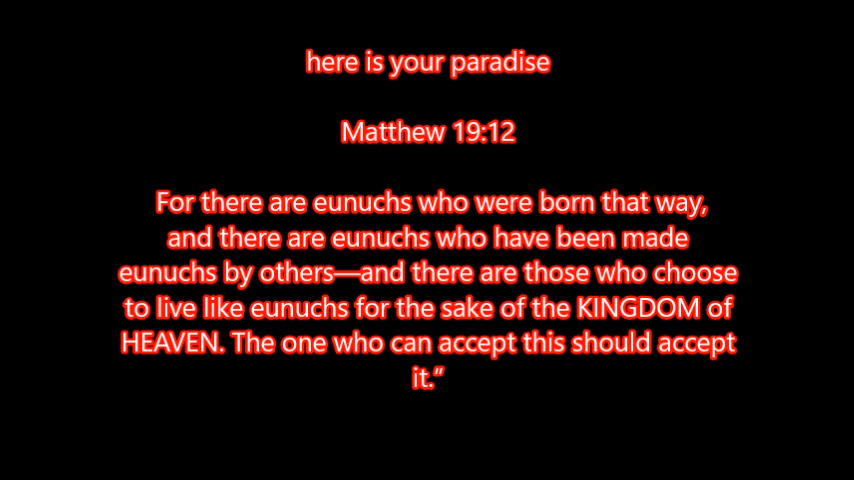 here is your paradise
Matthew 19:12
For there are eunuchs who were born that way,
and there are eunuchs who have been made
eunuchs by others—and there are those who choose
to live like eunuchs for the sake of the KINGDOM of
HEAVEN. The one who can accept this should accept
it.”